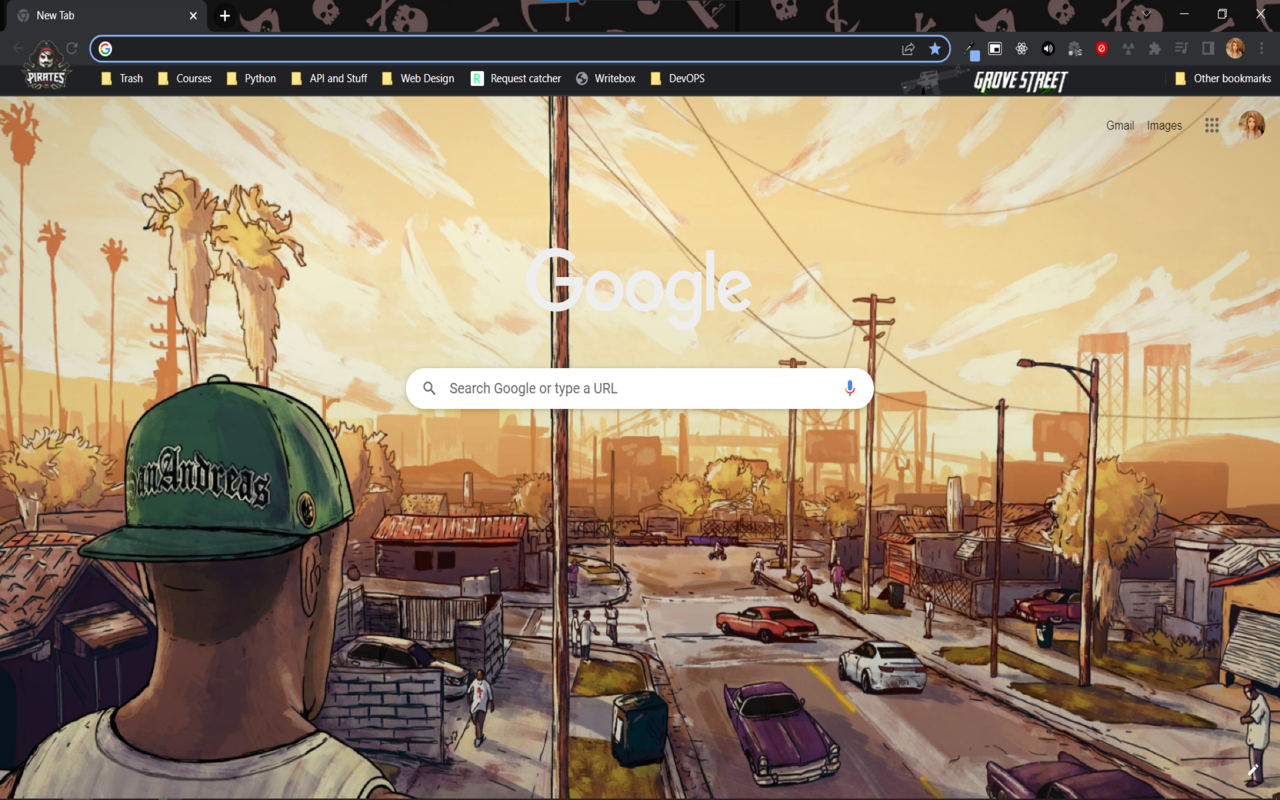 New Tab
PIRATES
Trash
Courses
Python
API and Stuff
Web Design
R
Request catcher
Writebox
DevOPS
GROVE STREET
Other bookmarks
Gmail
Images
Google
Search Google or type a URL
anAndreas